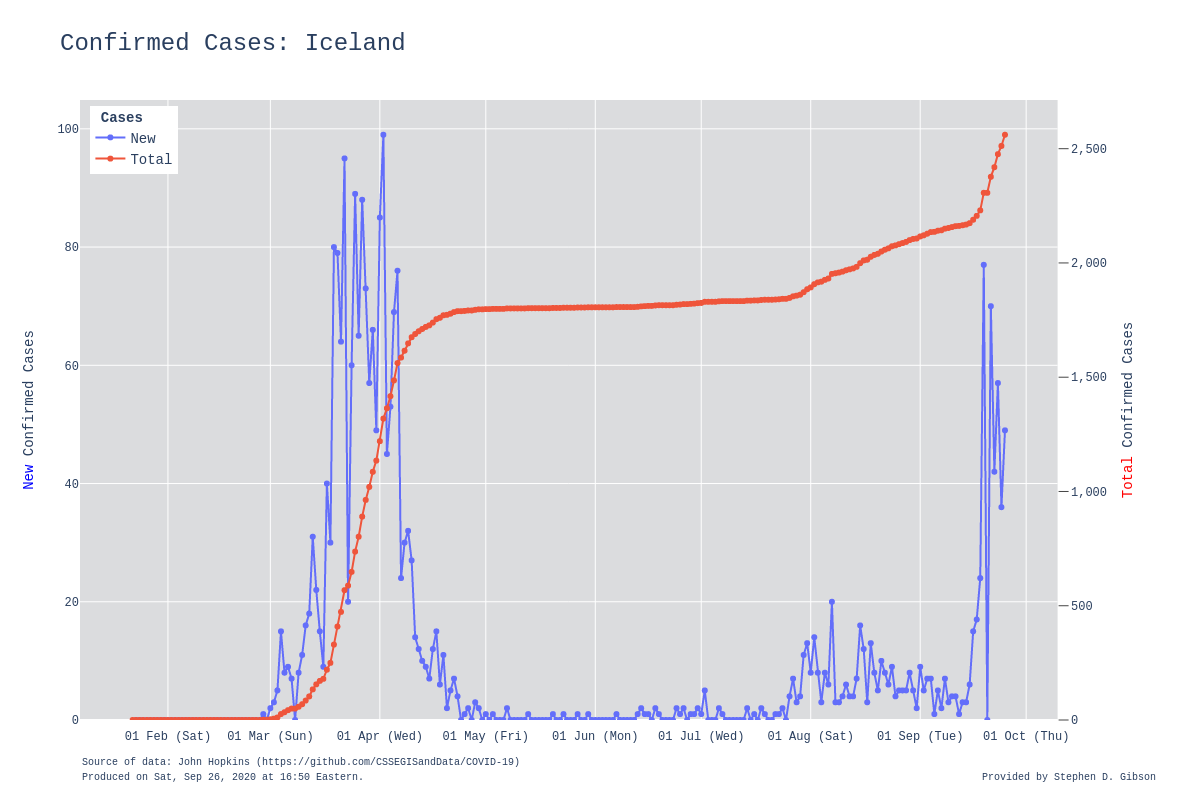 Confirmed Cases: Iceland
Cases
New
Total
100
80
60
40
20
0
2,500
2,000
1,500
1,000
500
0
New Confirmed Cases
Total Confirmed Cases
01 Feb (Sat) 01 Mar (Sun) 01 Apr (Wed) 01 May (Fri) 01 Jun (Mon) 01 Jul (Wed) 01 Aug (Sat) 01 Sep (Tue) 01 Oct (Thu)
Source of data: John Hopkins (https://github.com/CSSEGISandData/COVID-19)
Produced on Sat, Sep 26, 2020 at 16:50 Eastern.
Provided by Stephen D. Gibson